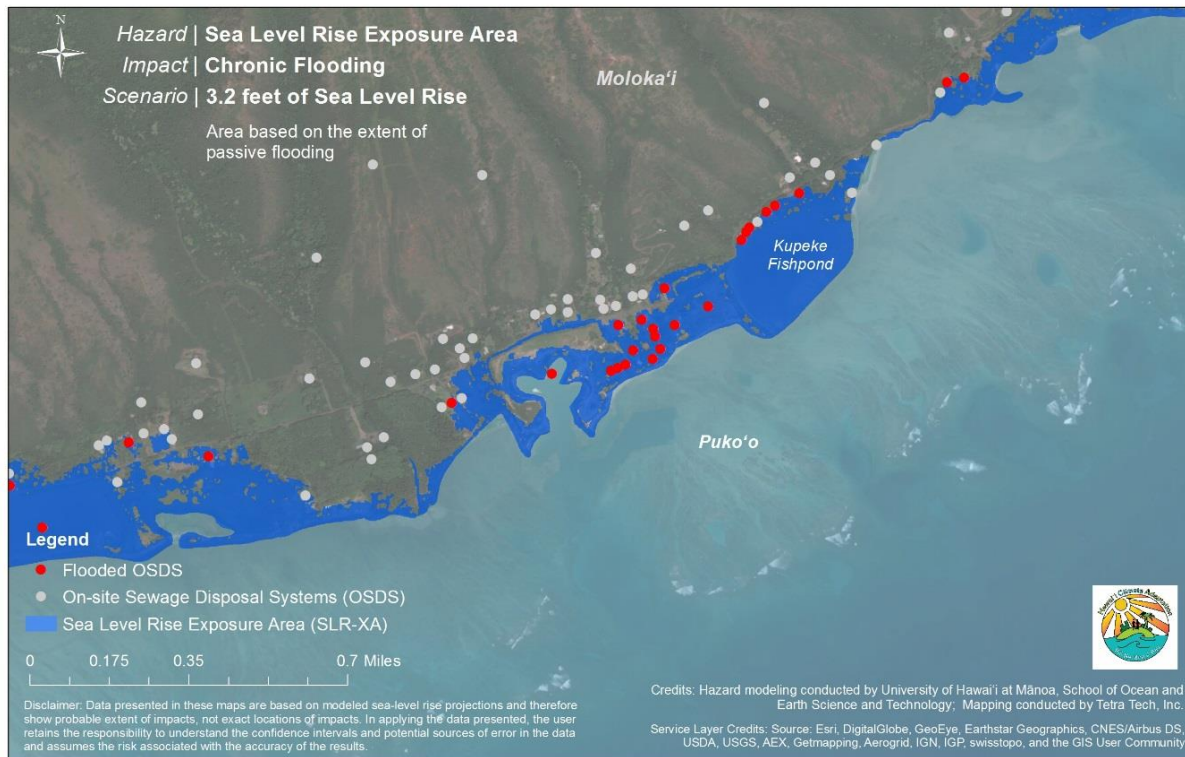 N
Hazard | Sea Level Rise Exposure Area
Impact | Chronic Flooding
Scenario | 3.2 feet of Sea Level Rise
Area based on the extent of
passive flooding
Molokaʻi
Kupeke
Fishpond
Pukoʻo
Legend
Flooded OSDS
On-site Sewage Disposal Systems (OSDS)
Sea Level Rise Exposure Area (SLR-XA)
0 0.175 0.35 0.7 Miles
Disclaimer: Data presented in these maps are based on modeled sea-level rise projections and therefore
show probable extent of impacts, not exact locations of impacts. In applying the data presented, the user
retains the responsibility to understand the confidence intervals and potential sources of error in the data
and assumes the risk associated with the accuracy of the results.
Hawaiʻi Climate Adaptation
Credits: Hazard modeling conducted by University of Hawaiʻi at Mānoa, School of Ocean and
Earth Science and Technology; Mapping conducted by Tetra Tech, Inc.
Service Layer Credits: Source: Esri, DigitalGlobe, GeoEye, Earthstar Geographics, CNES/Airbus DS,
USDA, USGS, AEX, Getmapping, Aerogrid, IGN, IGP, swisstopo, and the GIS User Community